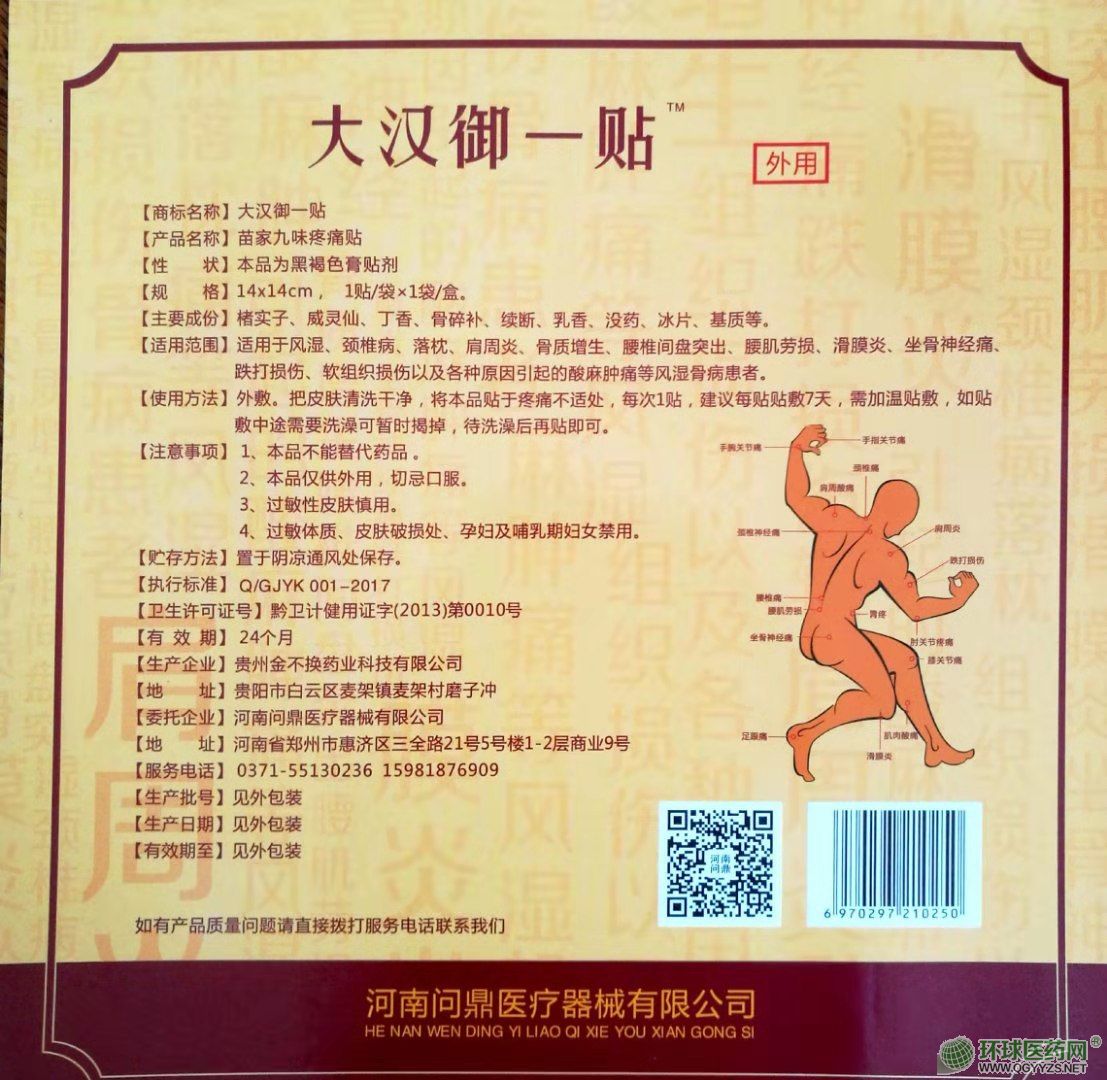 大汉御一贴™
外用
【商标名称】大汉御一贴
【产品名称】苗家九味疼痛贴
【性　　状】本品为黑褐色膏贴剂
【规　　格】14x14cm， 1贴/袋×1袋/盒。
【主要成份】楮实子、威灵仙、丁香、骨碎补、续断、乳香、没药、冰片、基质等。
【适用范围】适用于风湿、颈椎病、落枕、肩周炎、骨质增生、腰椎间盘突出、腰肌劳损、滑膜炎、坐骨神经痛、
跌打损伤、软组织损伤以及各种原因引起的酸麻肿痛等风湿骨病患者。
【使用方法】外敷。把皮肤清洗干净，将本品贴于疼痛不适处，每次1贴，建议每贴贴敷7天，需加温贴敷，如贴
敷中途需要洗澡可暂时揭掉，待洗澡后再贴即可。
【注意事项】1、本品不能替代药品 。
2、本品仅供外用，切忌口服。
3、过敏性皮肤慎用。
4、过敏体质、皮肤破损处、孕妇及哺乳期妇女禁用。
【贮存方法】置于阴凉通风处保存。
【执行标准】Q/GJYK 001-2017
【卫生许可证号】黔卫计健用证字(2013)第0010号
【有 效 期】24个月
【生产企业】贵州金不换药业科技有限公司
【地　　址】贵阳市白云区麦架镇麦架村磨子冲
【委托企业】河南问鼎医疗器械有限公司
【地　　址】河南省郑州市惠济区三全路21号5号楼1-2层商业9号
【服务电话】0371-55130236 15981876909
【生产批号】见外包装
【生产日期】见外包装
【有效期至】见外包装
如有产品质量问题请直接拨打服务电话联系我们
手腕关节痛
手指关节痛
颈椎痛
肩周酸痛
颈椎神经痛
肩周炎
跌打损伤
腰椎痛
腰肌劳损
胃疼
坐骨神经痛
肘关节疼痛
膝关节痛
足跟痛
肌肉酸痛
滑膜炎
河南
问鼎
6 970297 210250
河南问鼎医疗器械有限公司
HE NAN WEN DING YI LIAO QI XIE YOU XIAN GONG SI
环球医药网®
WWW.QGYYZS.NET